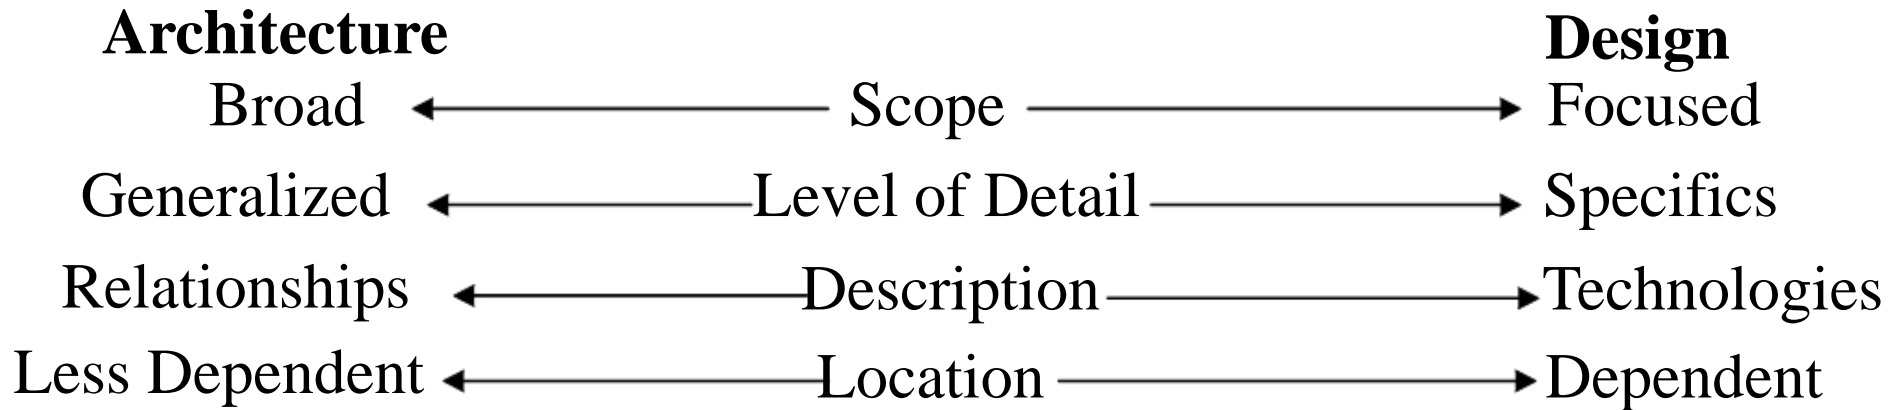 Architecture Design
Broad Scope Focused
Generalized Level of Detail Specifics
Relationships Description Technologies
Less Dependent Location Dependent